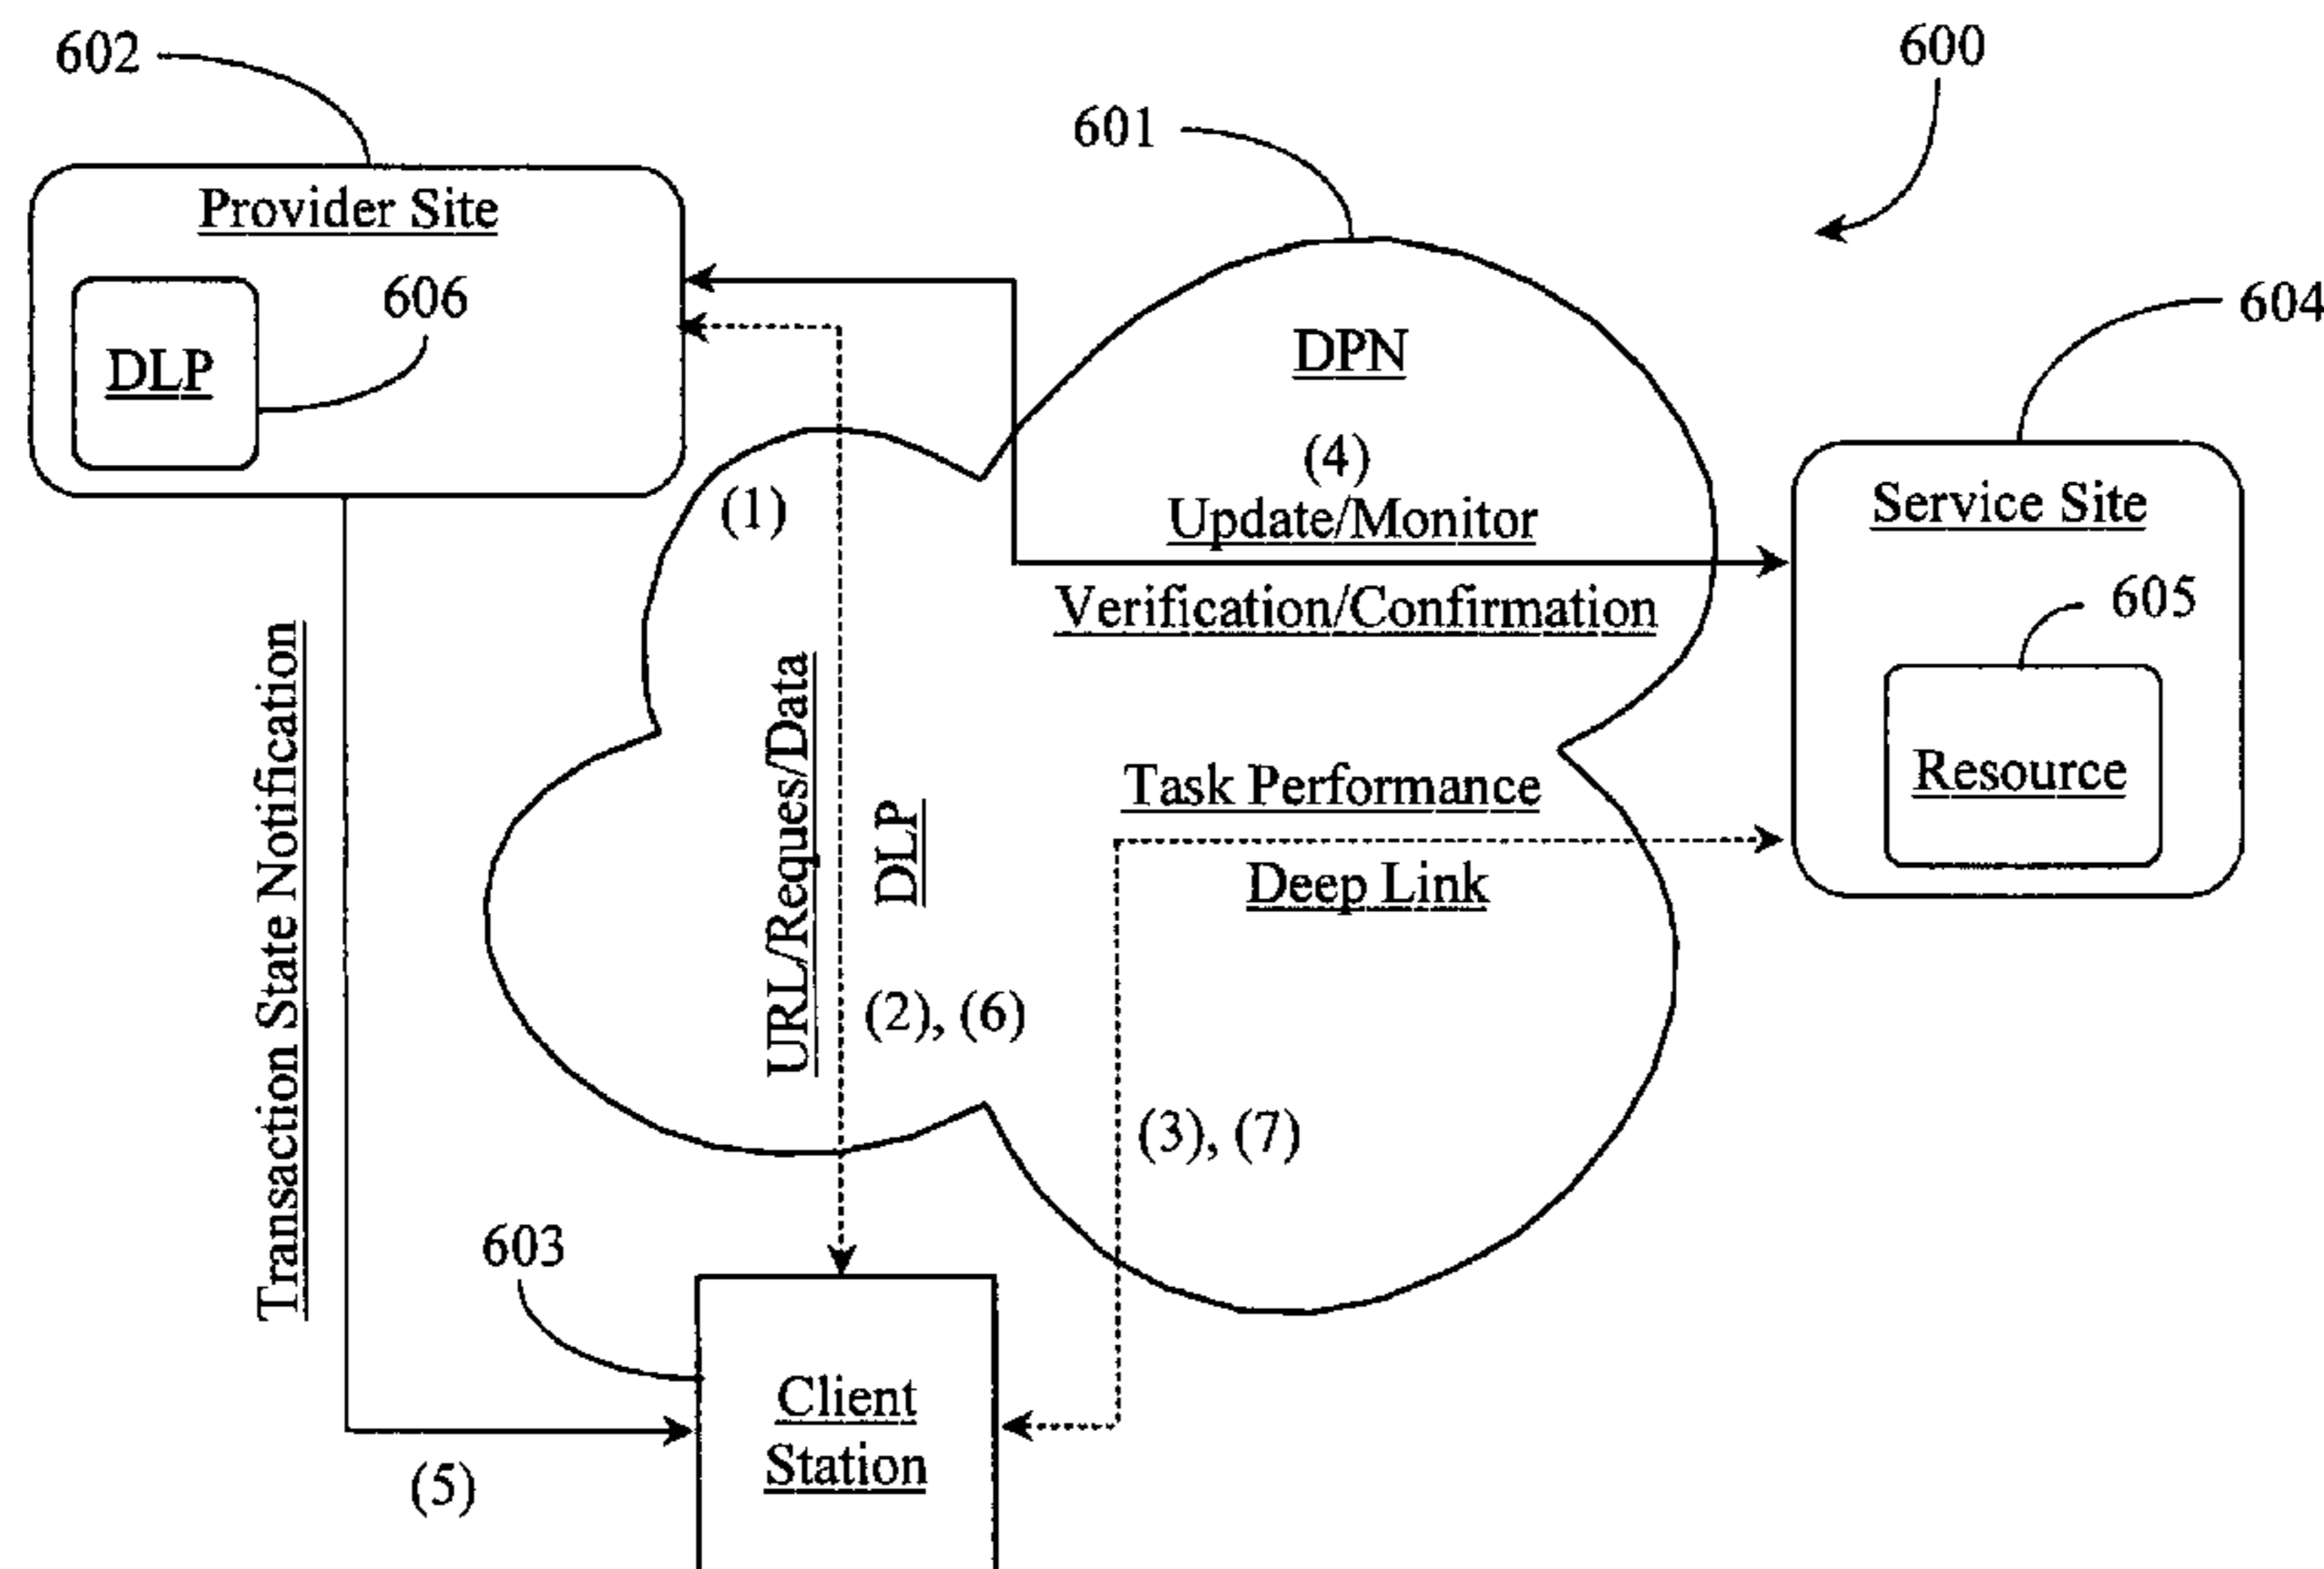 602
600
601
Provider Site
606
604
DLP
DPN
(4)
(1)
Update/Monitor
Service Site
Verification/Confirmation
605
Transaction State Notification
URL/Reques/Data
DLP
Task Performance
Resource
Deep Link
(2), (6)
(3), (7)
603
Client
Station
(5)